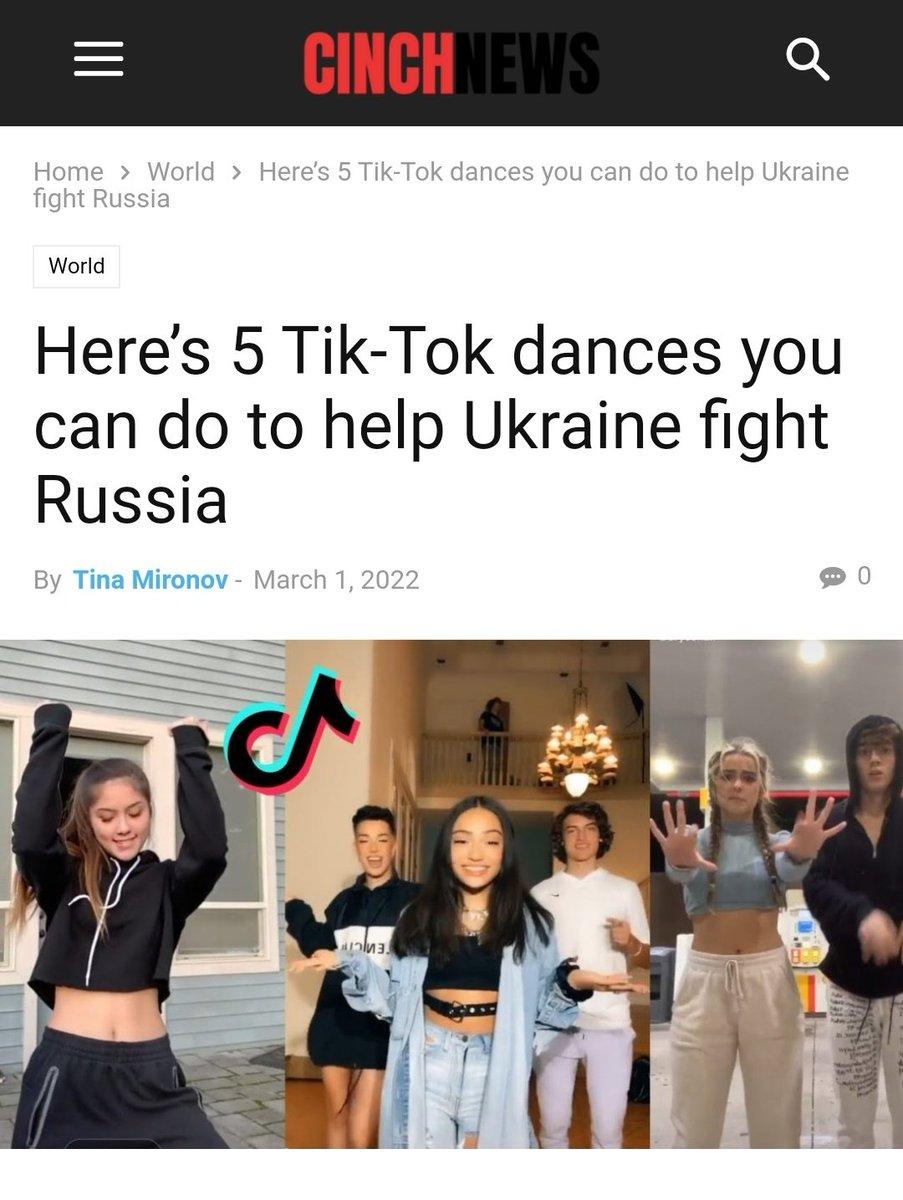 CINCHNEWS
Home > World > Here’s 5 Tik-Tok dances you can do to help Ukraine
fight Russia
World
Here’s 5 Tik-Tok dances you
can do to help Ukraine fight
Russia
By Tina Mironov - March 1, 2022
0